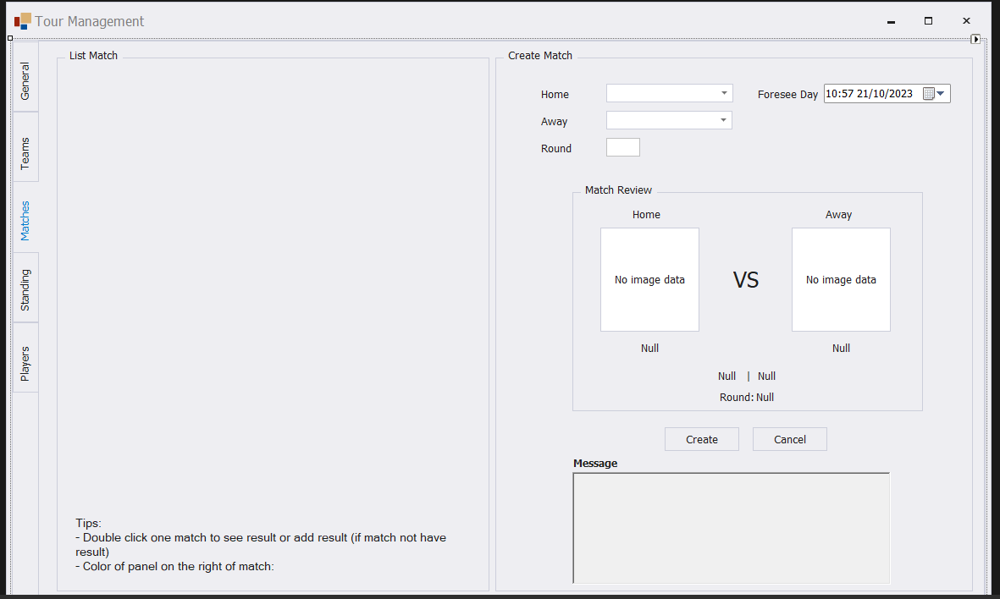 Tour Management
General
Teams
Matches
Standing
Players
List Match
Tips:
- Double click one match to see result or add result (if match not have
result)
- Color of panel on the right of match:
Create Match
Home
Foresee Day 10:57 21/10/2023
Away
Round
Match Review
Home Away
No image data VS No image data
Null Null
Null | Null
Round: Null
Create Cancel
Message